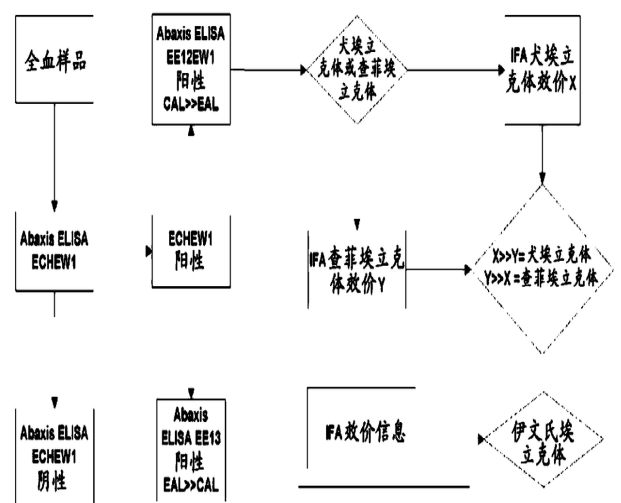 全血样品
Abaxis ELISA
EE12EW1
阳性
CAL>>EAL
犬埃立
克体或查菲埃
立克体
IFA 犬埃立
克体效价X
Abaxis ELISA
ECHEW1
ECHEW1
阳性
IFA查菲埃立克
体效价Y
X>>Y=犬埃立克体
Y>>X=查菲埃立克体
Abaxis ELISA
ECHEW1
阴性
Abaxis
ELISA EE13
阳性
EAL>>CAL
IFA效价信息
伊文氏埃
立克体